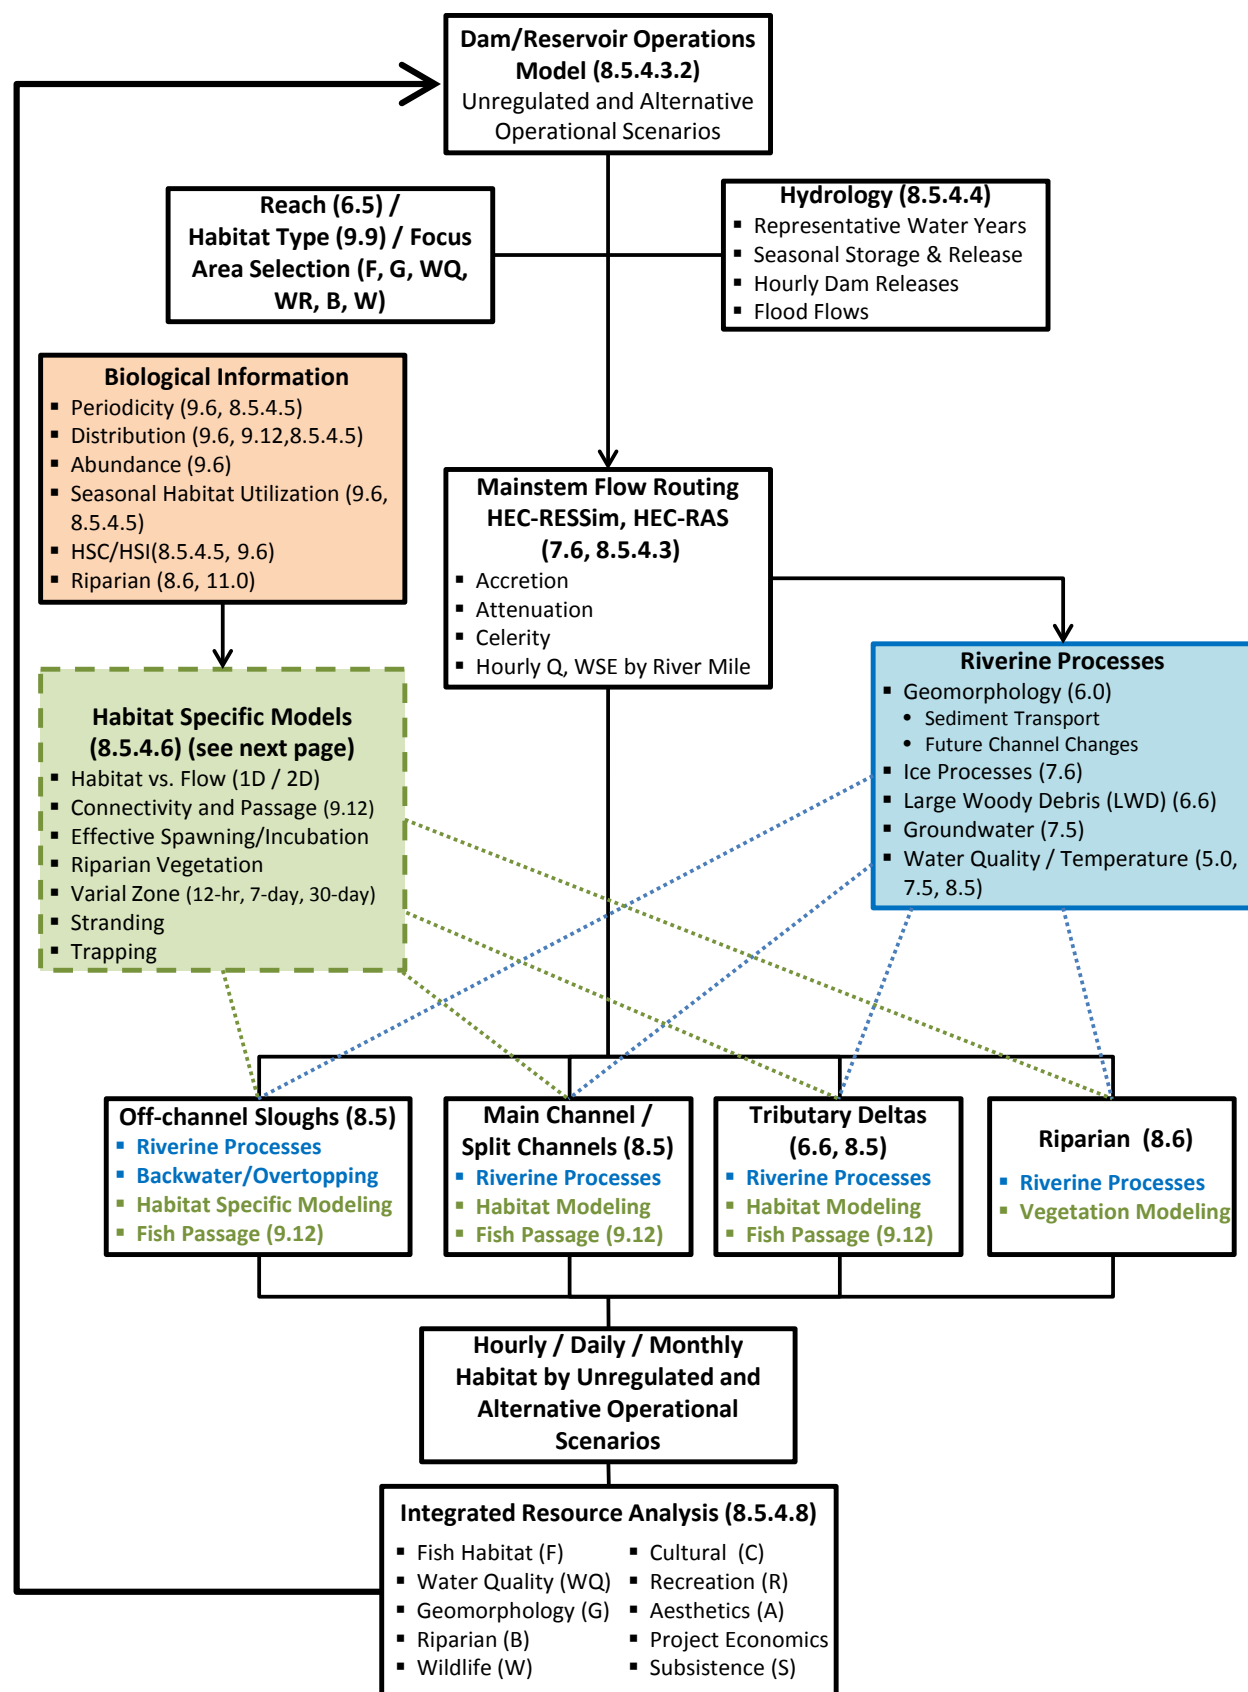 Dam/Reservoir Operations
Model (8.5.4.3.2)
Unregulated and Alternative
Operational Scenarios
Reach (6.5) /
Habitat Type (9.9) / Focus
Area Selection (F, G, WQ,
WR, B, W)
Hydrology (8.5.4.4)
▪ Representative Water Years
▪ Seasonal Storage & Release
▪ Hourly Dam Releases
▪ Flood Flows
Biological Information
▪ Periodicity (9.6, 8.5.4.5)
▪ Distribution (9.6, 9.12,8.5.4.5)
▪ Abundance (9.6)
▪ Seasonal Habitat Utilization (9.6,
8.5.4.5)
▪ HSC/HSI(8.5.4.5, 9.6)
▪ Riparian (8.6, 11.0)
Mainstem Flow Routing
HEC-RESSim, HEC-RAS
(7.6, 8.5.4.3)
▪ Accretion
▪ Attenuation
▪ Celerity
▪ Hourly Q, WSE by River Mile
Riverine Processes
▪ Geomorphology (6.0)
• Sediment Transport
• Future Channel Changes
▪ Ice Processes (7.6)
▪ Large Woody Debris (LWD) (6.6)
▪ Groundwater (7.5)
▪ Water Quality / Temperature (5.0,
7.5, 8.5)
Habitat Specific Models
(8.5.4.6) (see next page)
▪ Habitat vs. Flow (1D / 2D)
▪ Connectivity and Passage (9.12)
▪ Effective Spawning/Incubation
▪ Riparian Vegetation
▪ Varial Zone (12-hr, 7-day, 30-day)
▪ Stranding
▪ Trapping
Off-channel Sloughs (8.5)
▪ Riverine Processes
▪ Backwater/Overtopping
▪ Habitat Specific Modeling
▪ Fish Passage (9.12)
Main Channel /
Split Channels (8.5)
▪ Riverine Processes
▪ Habitat Modeling
▪ Fish Passage (9.12)
Tributary Deltas
(6.6, 8.5)
▪ Riverine Processes
▪ Habitat Modeling
▪ Fish Passage (9.12)
Riparian (8.6)
▪ Riverine Processes
▪ Vegetation Modeling
Hourly / Daily / Monthly
Habitat by Unregulated and
Alternative Operational
Scenarios
Integrated Resource Analysis (8.5.4.8)
▪ Fish Habitat (F)
▪ Water Quality (WQ)
▪ Geomorphology (G)
▪ Riparian (B)
▪ Wildlife (W)
▪ Cultural (C)
▪ Recreation (R)
▪ Aesthetics (A)
▪ Project Economics
▪ Subsistence (S)